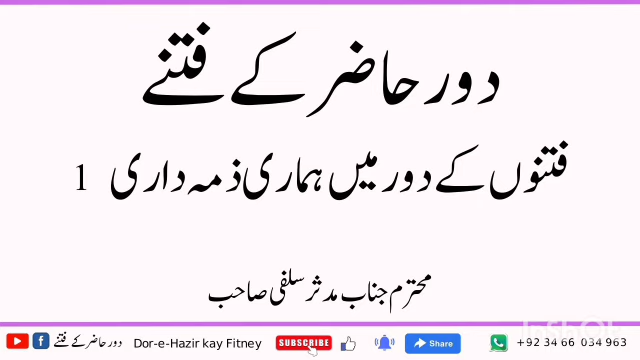 دور حاضر کے فتنے
فتنوں کے دور میں ہماری ذمہ داری 1
محترم جناب مدثر سلفی صاحب
دور حاضر کے فتنے Dor-e-Hazir kay Fitney SUBSCRIBE Share +92 34 66 034 963
InShOt